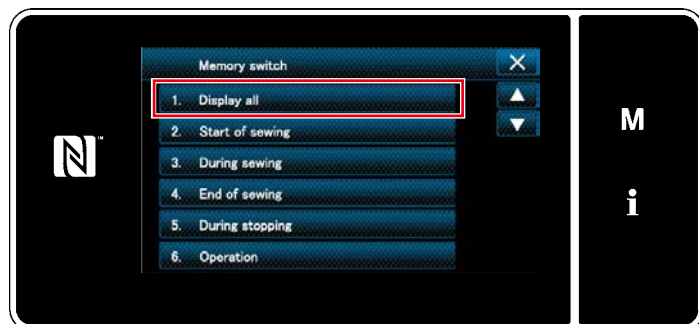 Memory switch
1. Display all
2. Start of sewing
3. During sewing
4. End of sewing
5. During stopping
6. Operation
M
i